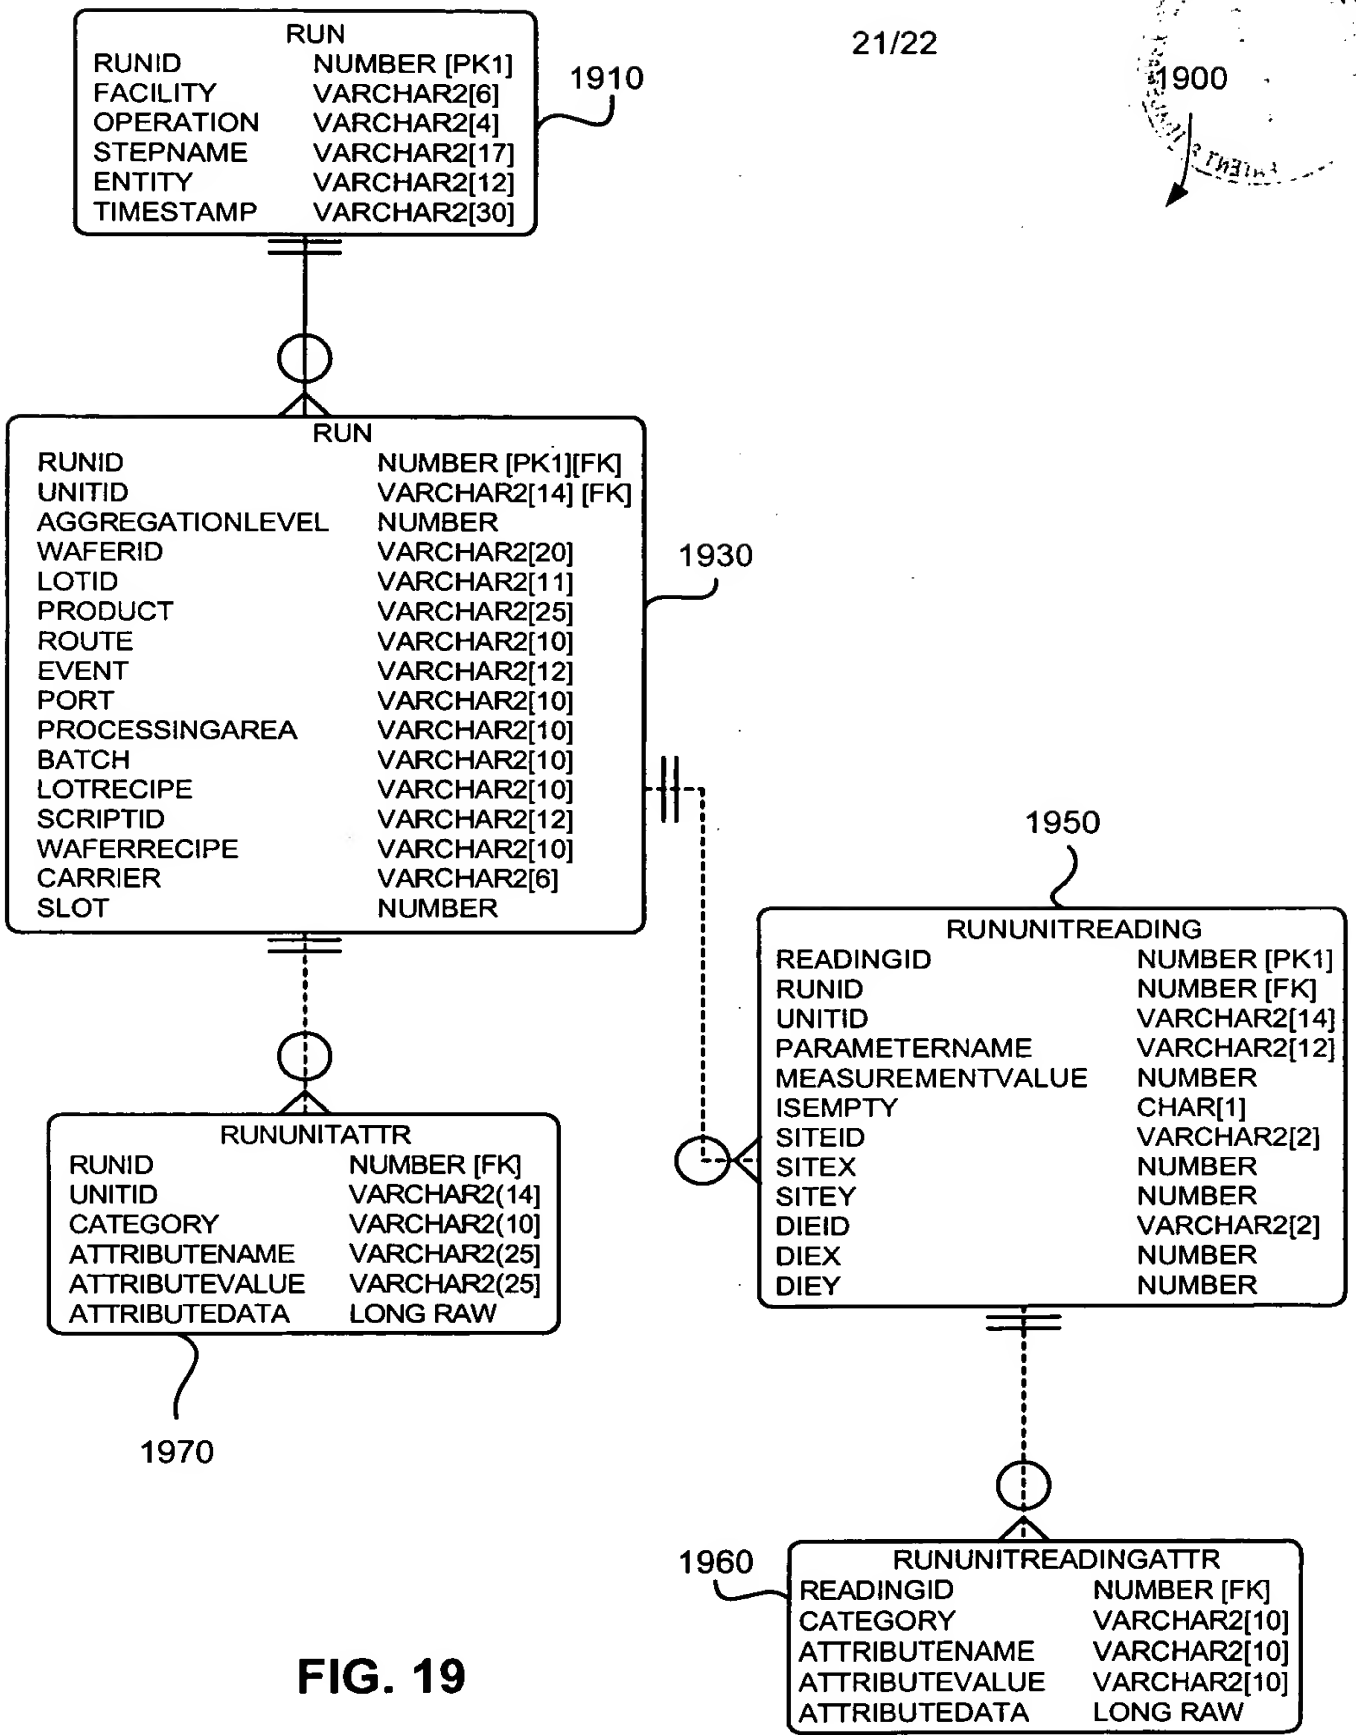 21/22
1900
RUN
RUNID NUMBER [PK1]
FACILITY VARCHAR2[6]
OPERATION VARCHAR2[4]
STEPNAME VARCHAR2[17]
ENTITY VARCHAR2[12]
TIMESTAMP VARCHAR2[30]
1910
RUN
RUNID NUMBER [PK1][FK]
UNITID VARCHAR2[14] [FK]
AGGREGATIONLEVEL NUMBER
WAFERID VARCHAR2[20]
LOTID VARCHAR2[11]
PRODUCT VARCHAR2[25]
ROUTE VARCHAR2[10]
EVENT VARCHAR2[12]
PORT VARCHAR2[10]
PROCESSINGAREA VARCHAR2[10]
BATCH VARCHAR2[10]
LOTRECIPE VARCHAR2[10]
SCRIPTID VARCHAR2[12]
WAFERRECIPE VARCHAR2[10]
CARRIER VARCHAR2[6]
SLOT NUMBER
1930
1950
RUNUNITREADING
READINGID NUMBER [PK1]
RUNID NUMBER [FK]
UNITID VARCHAR2[14]
PARAMETERNAME VARCHAR2[12]
MEASUREMENTVALUE NUMBER
ISEMPTY CHAR[1]
SITEID VARCHAR2[2]
SITEX NUMBER
SITEY NUMBER
DIEID VARCHAR2[2]
DIEX NUMBER
DIEY NUMBER
RUNUNITATTR
RUNID NUMBER [FK]
UNITID VARCHAR2(14]
CATEGORY VARCHAR2(10]
ATTRIBUTENAME VARCHAR2(25]
ATTRIBUTEVALUE VARCHAR2(25]
ATTRIBUTEDATA LONG RAW
1970
1960
RUNUNITREADINGATTR
READINGID NUMBER [FK]
CATEGORY VARCHAR2[10]
ATTRIBUTENAME VARCHAR2[10]
ATTRIBUTEVALUE VARCHAR2[10]
ATTRIBUTEDATA LONG RAW
FIG. 19